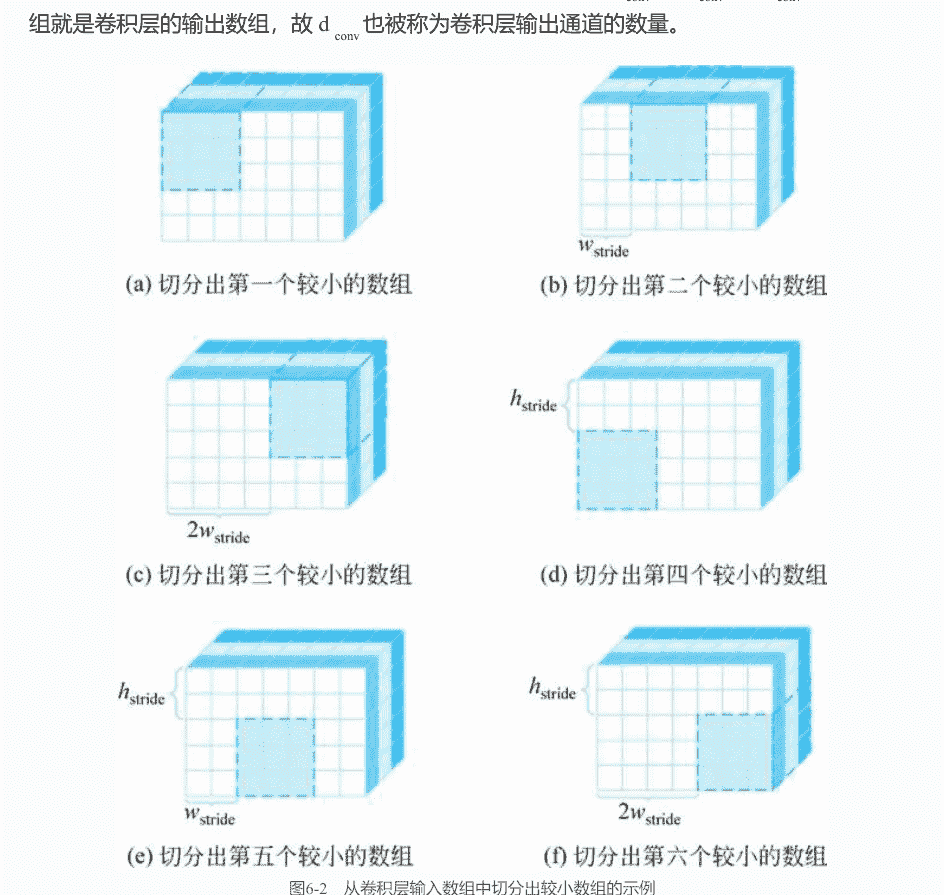 组就是卷积层的输出数组，故 d conv 也被称为卷积层输出通道的数量。
w stride
(a) 切分出第一个较小的数组
(b) 切分出第二个较小的数组
h stride
2w stride
(c) 切分出第三个较小的数组
(d) 切分出第四个较小的数组
h stride
h stride
w stride
2w stride
(e) 切分出第五个较小的数组
(f) 切分出第六个较小的数组
图6-2 从卷积层输入数组中切分出较小数组的示例